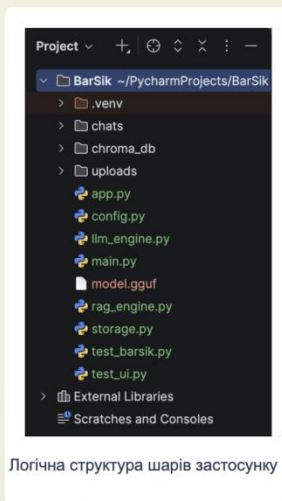 Project
BarSik ~/PycharmProjects/BarSik
.venv
chats
chroma_db
uploads
app.py
config.py
llm_engine.py
main.py
model.gguf
rag_engine.py
storage.py
test_barsik.py
test_ui.py
External Libraries
Scratches and Consoles
Логічна структура шарів застосунку